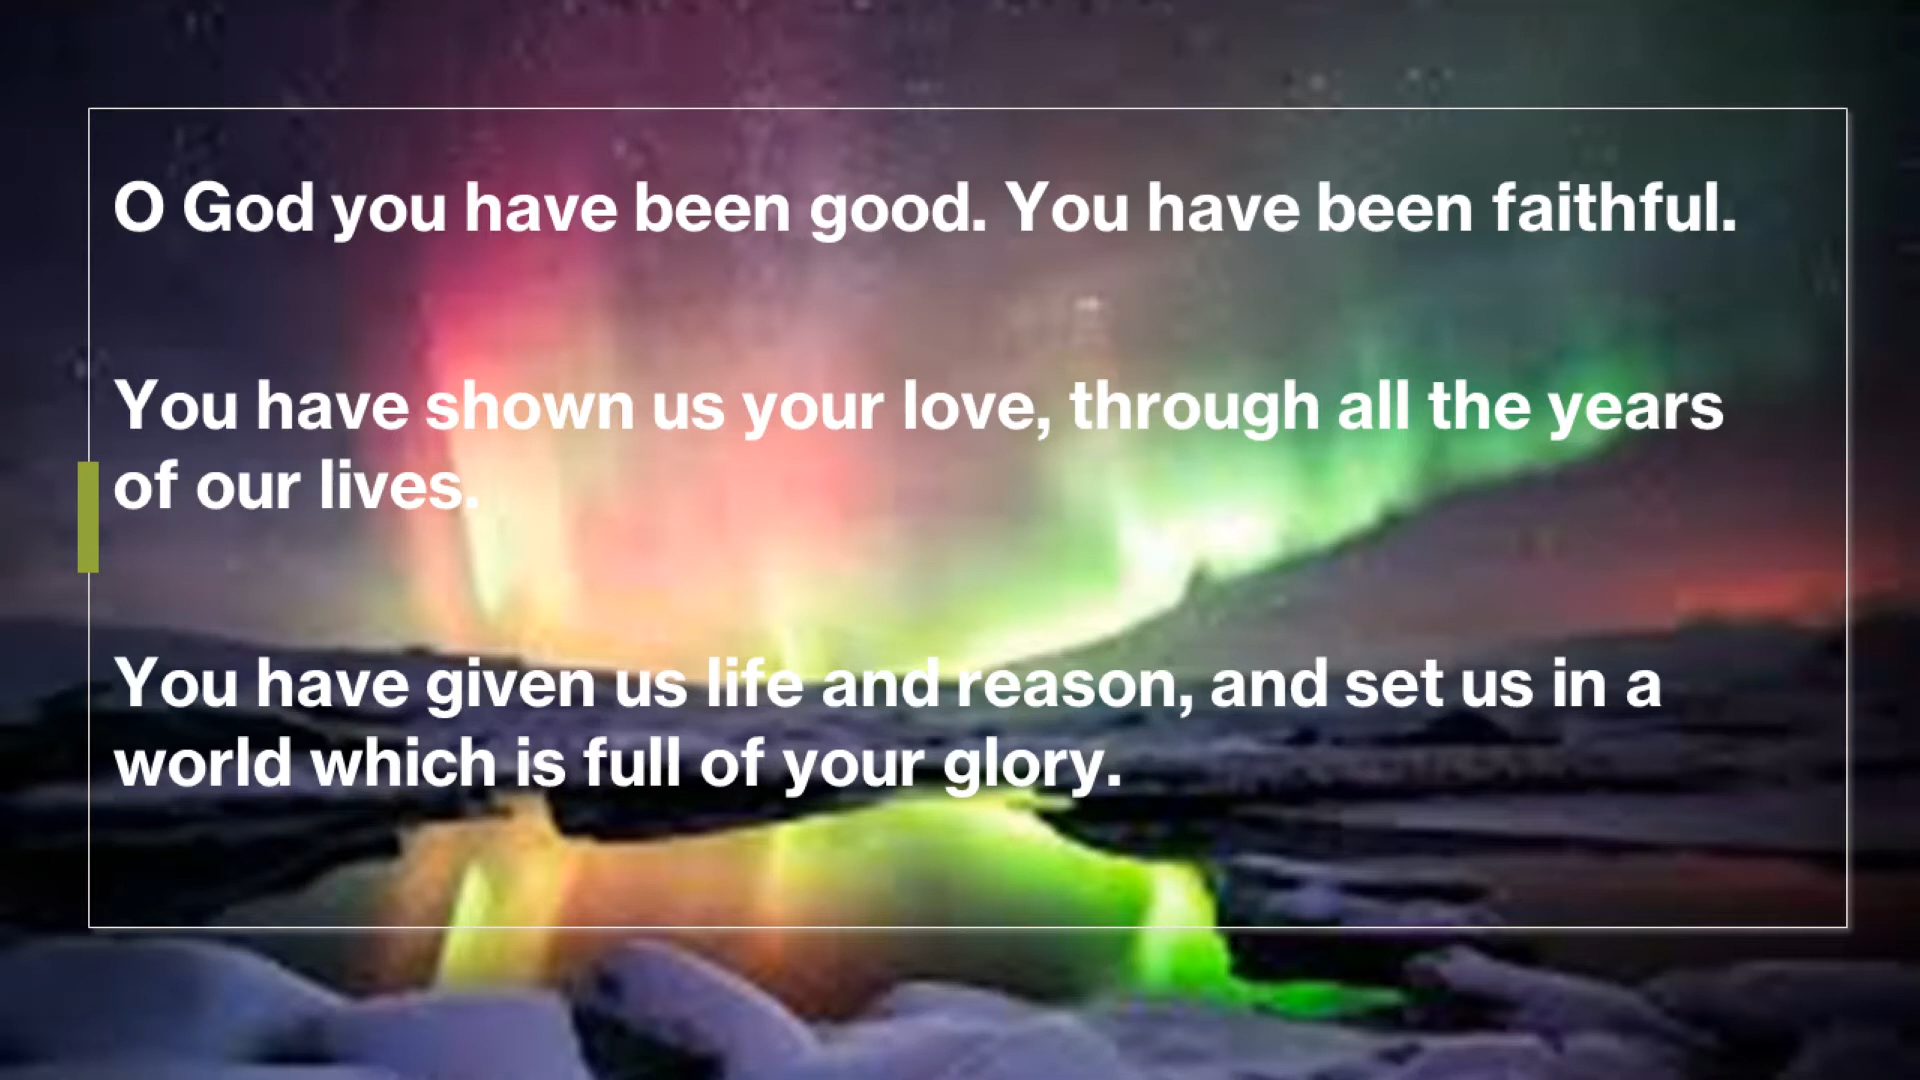 O God you have been good. You have been faithful.
You have shown us your love, through all the years
of our lives.
You have given us life and reason, and set us in a
world which is full of your glory.